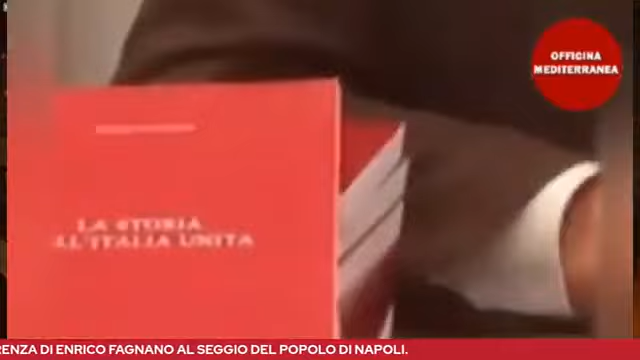 OFFICINA
MEDITERRANEA
LA STORIA
ALL'ITALIA UNITA
RENZA DI ENRICO FAGNANO AL SEGGIO DEL POPOLO DI NAPOLI.